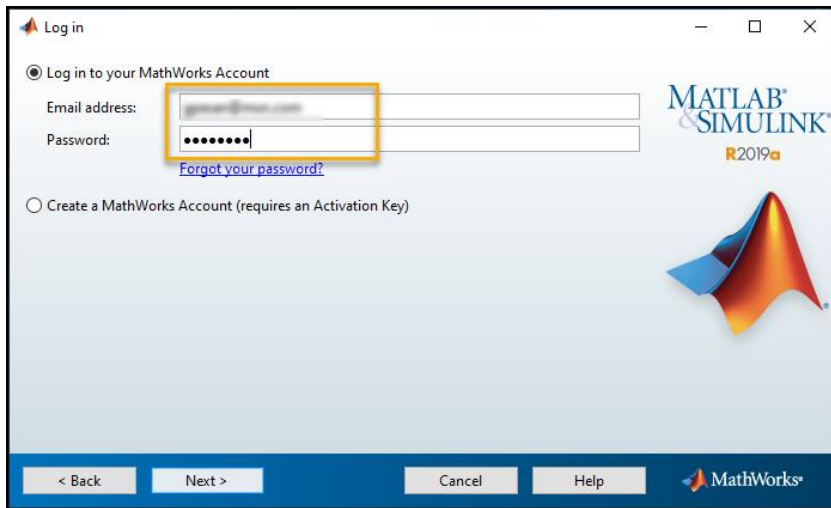 Log in
Log in to your MathWorks Account
Email address:
Password: ●●●●●●●●
Forgot your password?
Create a MathWorks Account (requires an Activation Key)
MATLAB®
&SIMULINK®
R2019a
< Back Next > Cancel Help MathWorks®